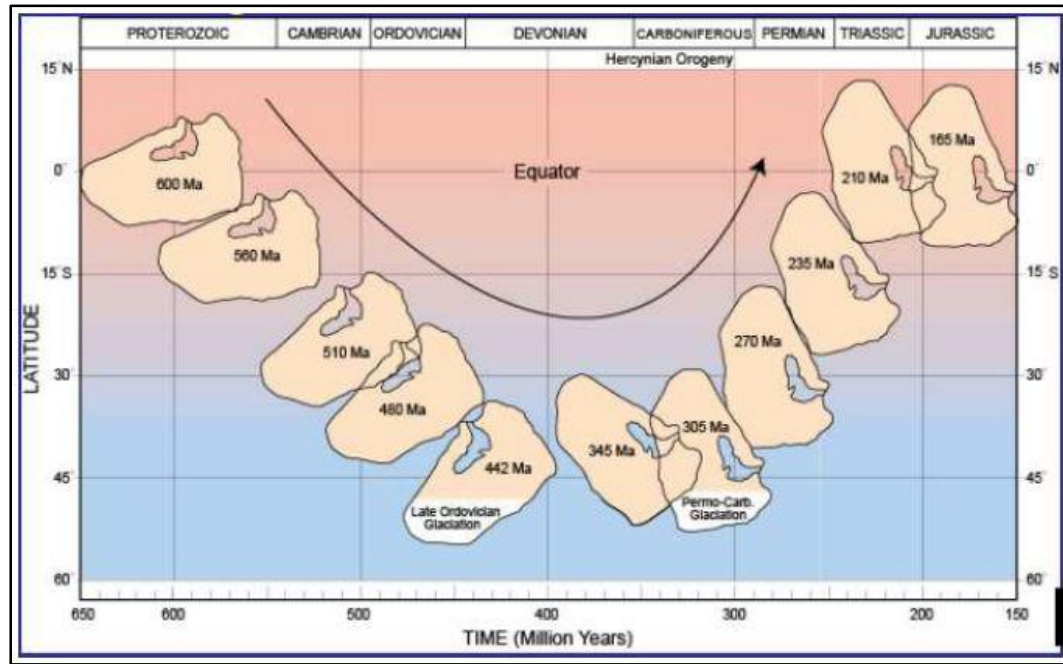 PROTEROZOIC CAMBRIAN ORDOVICIAN DEVONIAN CARBONIFEROUS PERMIAN TRIASSIC JURASSIC
Hercynian Orogeny
15°N 15°N
Equator
0° 0°
600 Ma
560 Ma
165 Ma
210 Ma
235 Ma
15°S 15°S
LATITUDE
510 Ma
270 Ma
30° 30°
480 Ma
345 Ma
305 Ma
442 Ma
45° 45°
Late Ordovician
Glaciation
Permo-Carb.
Glaciation
60° 60°
650 600 500 400 300 200 150
TIME (Million Years)